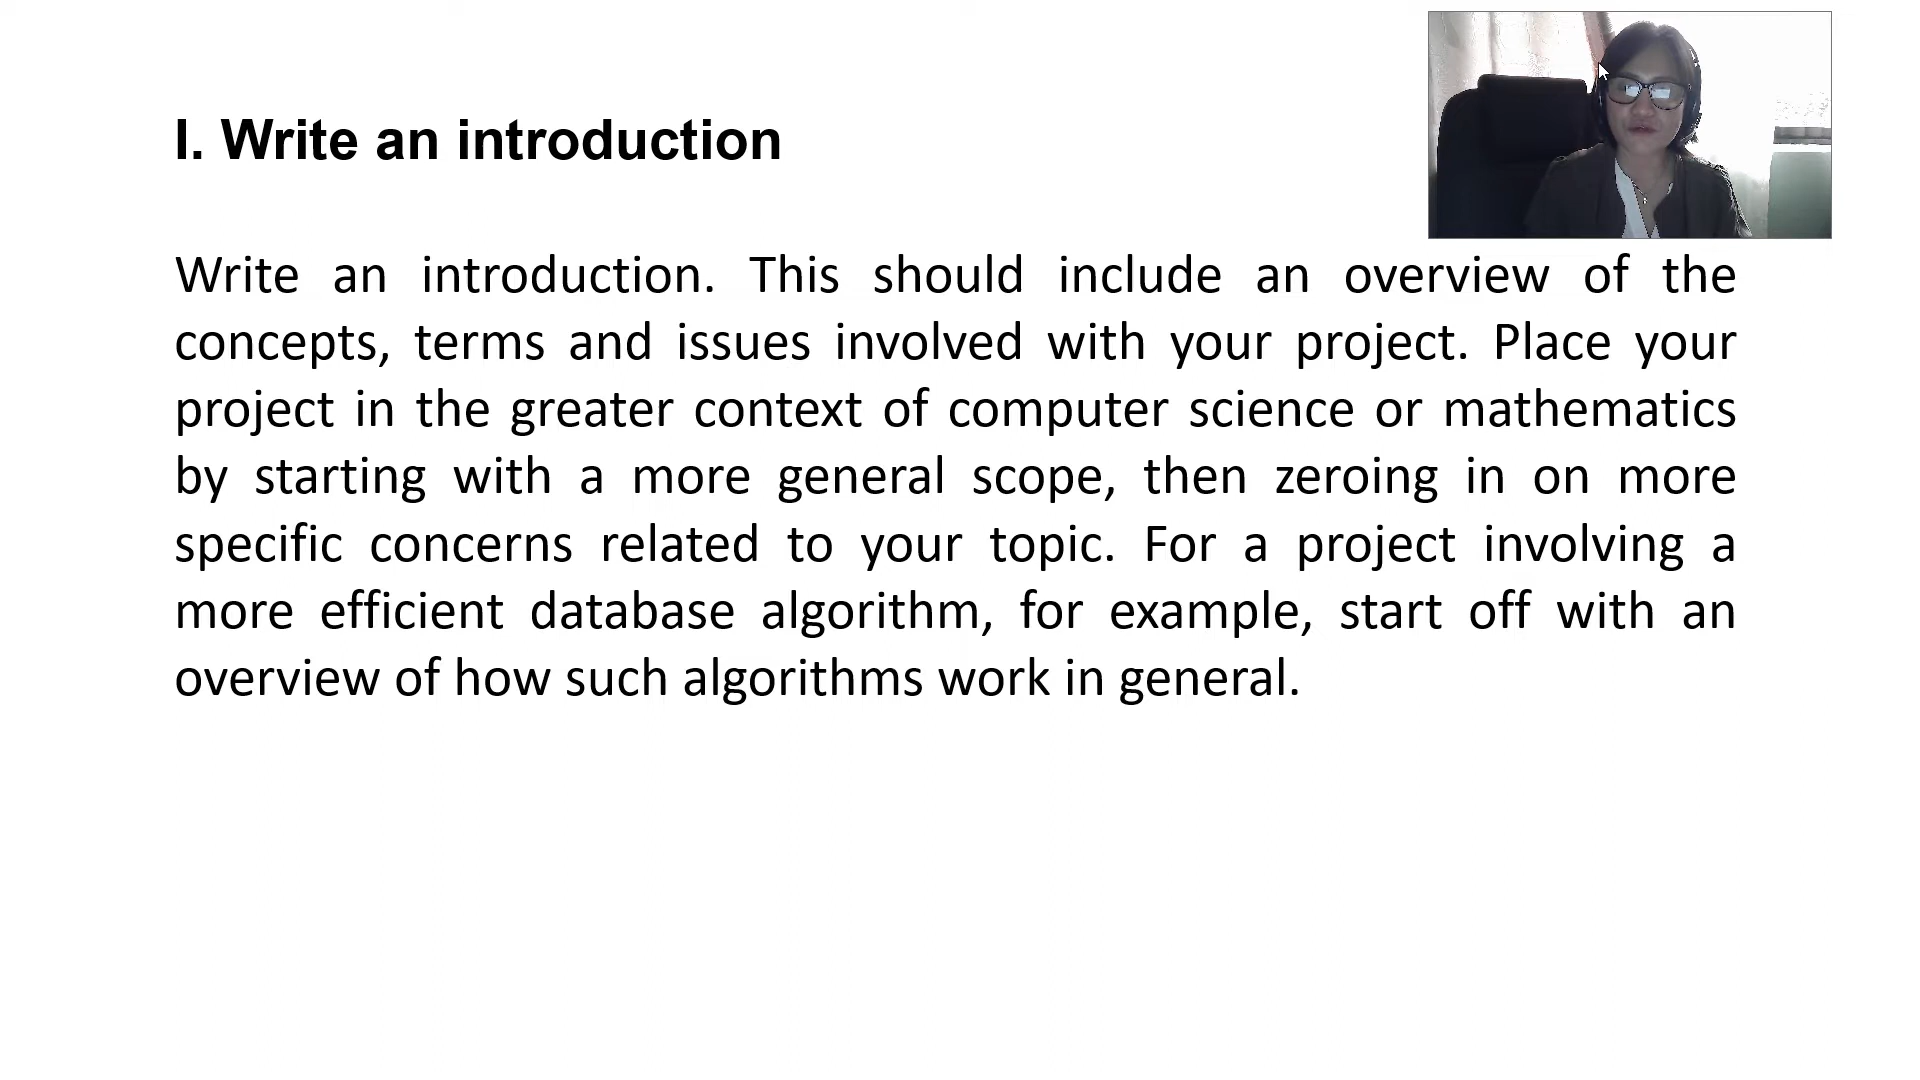 I. Write an introduction
Write an introduction. This should include an overview of the
concepts, terms and issues involved with your project. Place your
project in the greater context of computer science or mathematics
by starting with a more general scope, then zeroing in on more
specific concerns related to your topic. For a project involving a
more efficient database algorithm, for example, start off with an
overview of how such algorithms work in general.